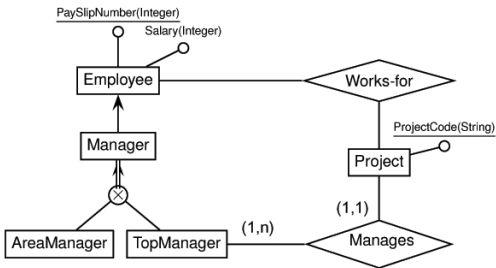 PaySlipNumber(Integer)
Salary(Integer)
Employee
Works-for
ProjectCode(String)
Manager
Project
(1,n)
(1,1)
AreaManager
TopManager
Manages